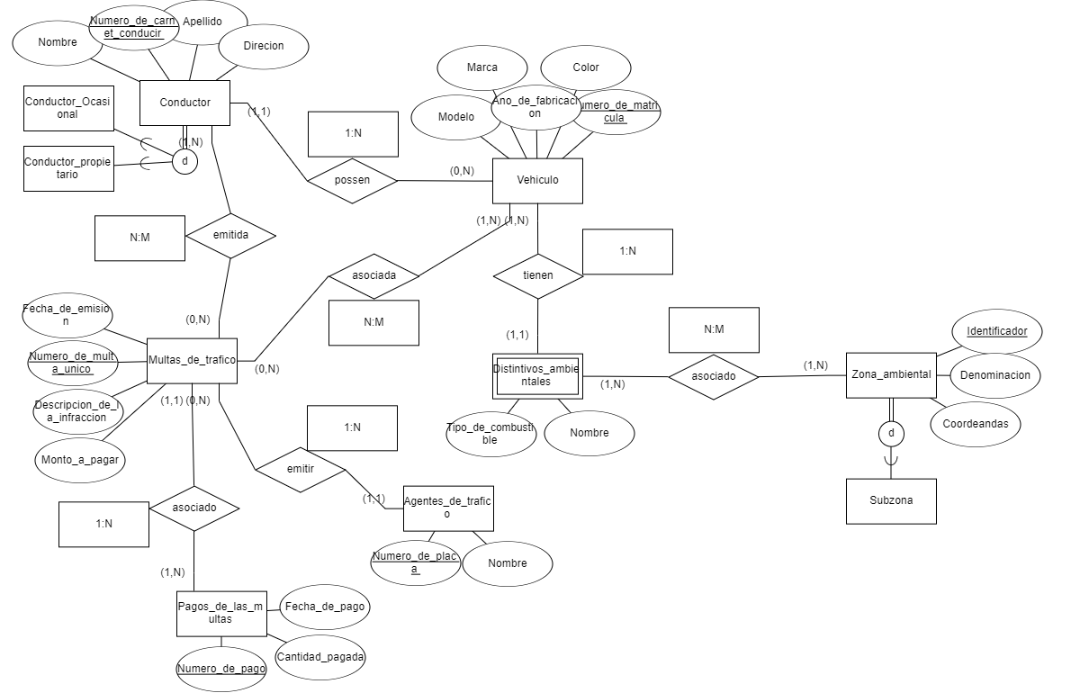 Numero_de_carn
et_conducir
Apellido
Nombre
Direcion
Conductor
Conductor_Ocasi
onal
Conductor_propie
tario
d
(1,N)
(1,1)
1:N
possen
(0,N)
Marca
Color
Modelo
Ano_de_fabricaci
on
umero_de_matri
cula
Vehiculo
N:M
emitida
(0,N)
(1,N)
(1,N)
asociada
N:M
(0,N)
tienen
1:N
(1,1)
Fecha_de_emisio
n
Numero_de_mult
a_unico
Descripcion_de_l
a_infraccion
Monto_a_pagar
Multas_de_trafico
(1,1)
(0,N)
Distintivos_ambie
ntales
Tipo_de_combusti
ble
Nombre
(1,N)
N:M
asociado
(1,N)
Zona_ambiental
Identificador
Denominacion
Coordeandas
d
Subzona
1:N
emitir
(1,1)
Agentes_de_trafic
o
Numero_de_plac
a
Nombre
1:N
asociado
(1,N)
Pagos_de_las_m
ultas
Fecha_de_pago
Cantidad_pagada
Numero_de_pago